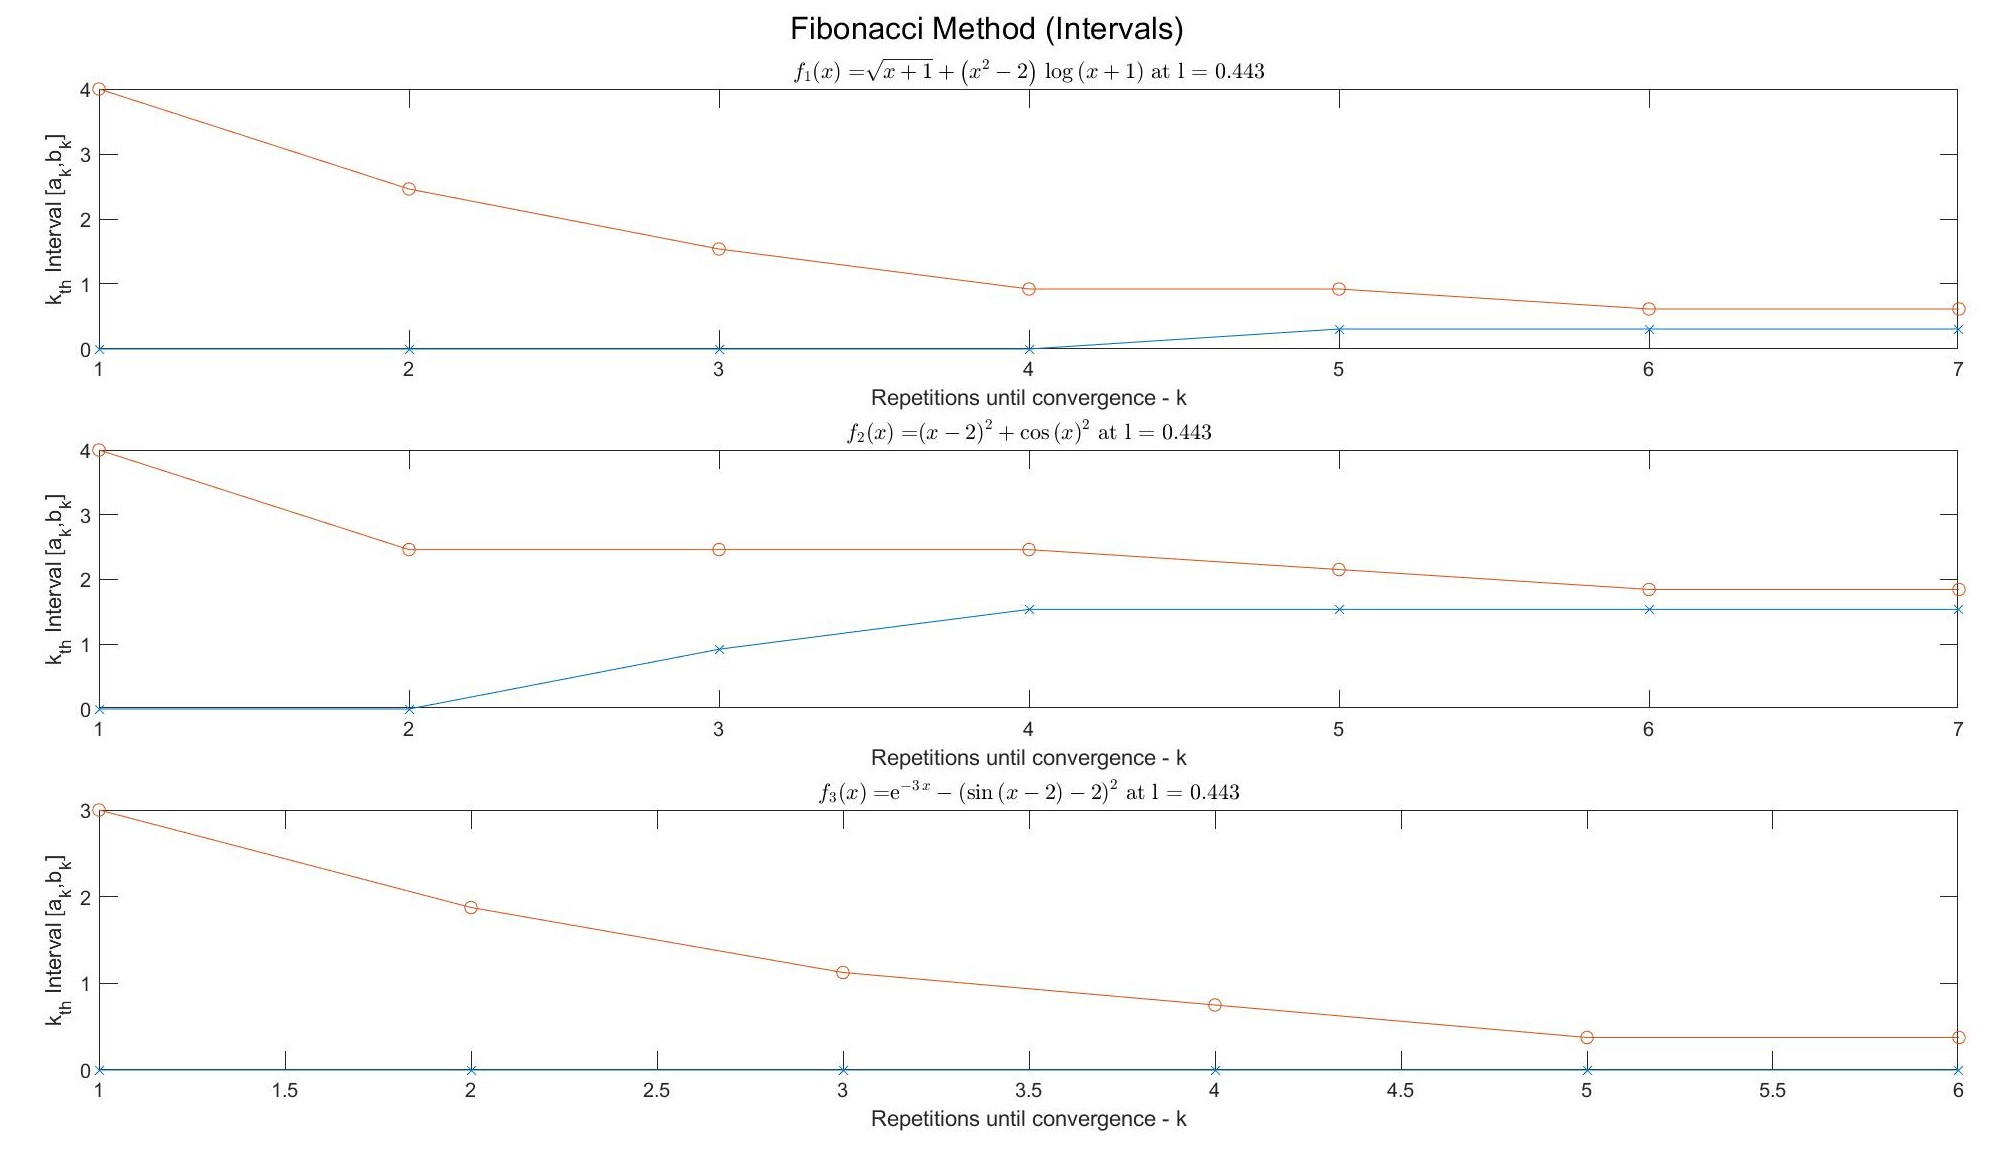 Fibonacci Method (Intervals)
f₁(x) =√x + 1 + (x² − 2) log (x + 1) at l = 0.443
k_th Interval [a_k,b_k]
4
3
2
1
0
1 2 3 4 5 6 7
Repetitions until convergence - k
f₂(x) =(x − 2)² + cos (x)² at l = 0.443
k_th Interval [a_k,b_k]
4
3
2
1
0
1 2 3 4 5 6 7
Repetitions until convergence - k
f₃(x) =e⁻³ ˣ − (sin (x − 2) − 2)² at l = 0.443
k_th Interval [a_k,b_k]
3
2
1
0
1 1.5 2 2.5 3 3.5 4 4.5 5 5.5 6
Repetitions until convergence - k